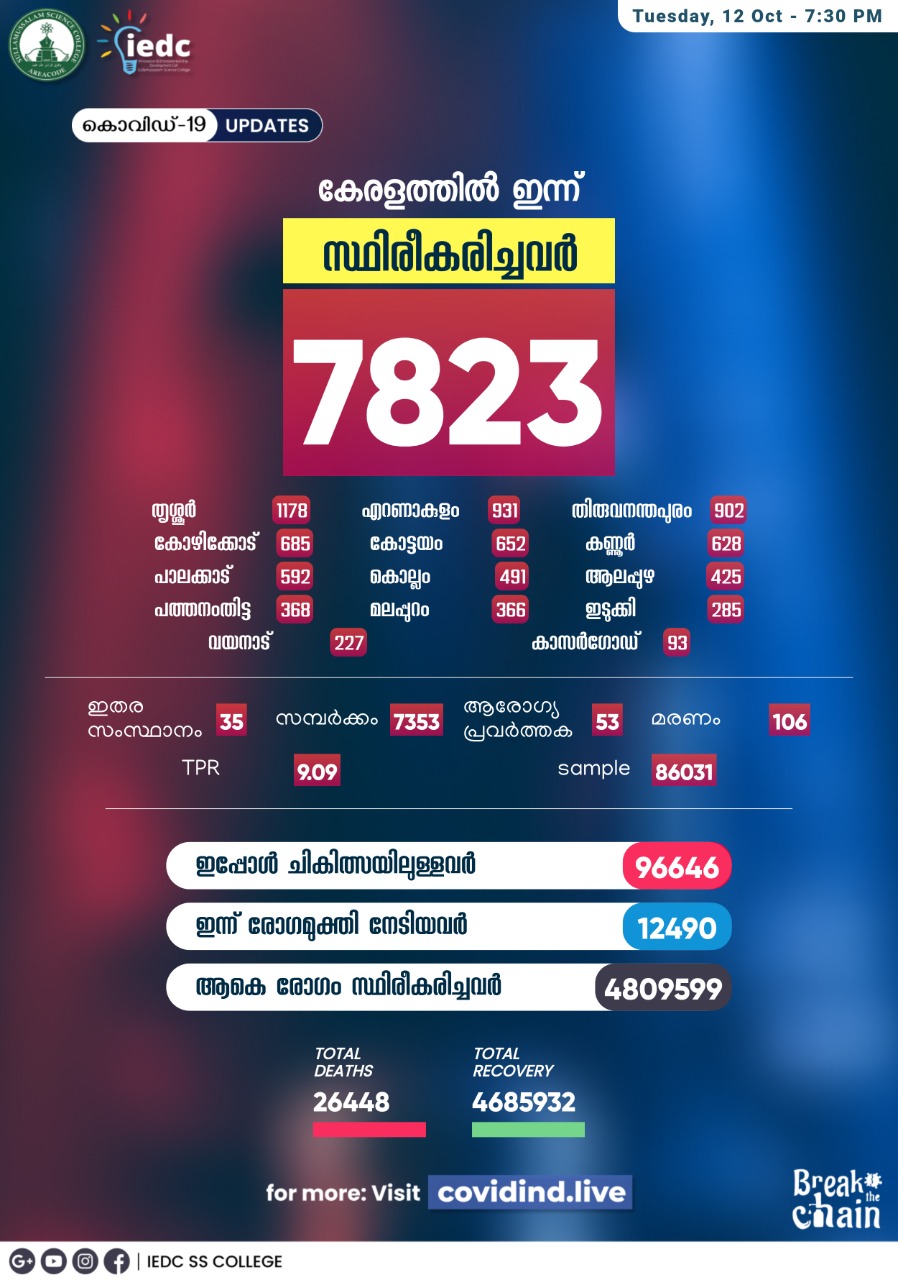 Tuesday, 12 Oct - 7:30 PM
SULLAMUSSALAM SCIENCE COLLEGE
AREACODE
iedc
കൊവിഡ്-19 UPDATES
കേരളത്തിൽ ഇന്ന്
സ്ഥിരീകരിച്ചവർ
7823
തൃശ്ശൂർ 1178 എറണാകുളം 931 തിരുവനന്തപുരം 902
കോഴിക്കോട് 685 കോട്ടയം 652 കണ്ണൂർ 628
പാലക്കാട് 592 കൊല്ലം 491 ആലപ്പുഴ 425
പത്തനംതിട്ട 368 മലപ്പുറം 366 ഇടുക്കി 285
വയനാട് 227 കാസർഗോഡ് 93
ഇതര സംസ്ഥാനം 35 സമ്പർക്കം 7353 ആരോഗ്യ പ്രവർത്തക 53 മരണം 106
TPR 9.09 sample 86031
ഇപ്പോൾ ചികിത്സയിലുള്ളവർ 96646
ഇന്ന് രോഗമുക്തി നേടിയവർ 12490
ആകെ രോഗം സ്ഥിരീകരിച്ചവർ 4809599
TOTAL DEATHS
26448
TOTAL RECOVERY
4685932
for more: Visit covidind.live
Break the chain
G+ | IEDC SS COLLEGE